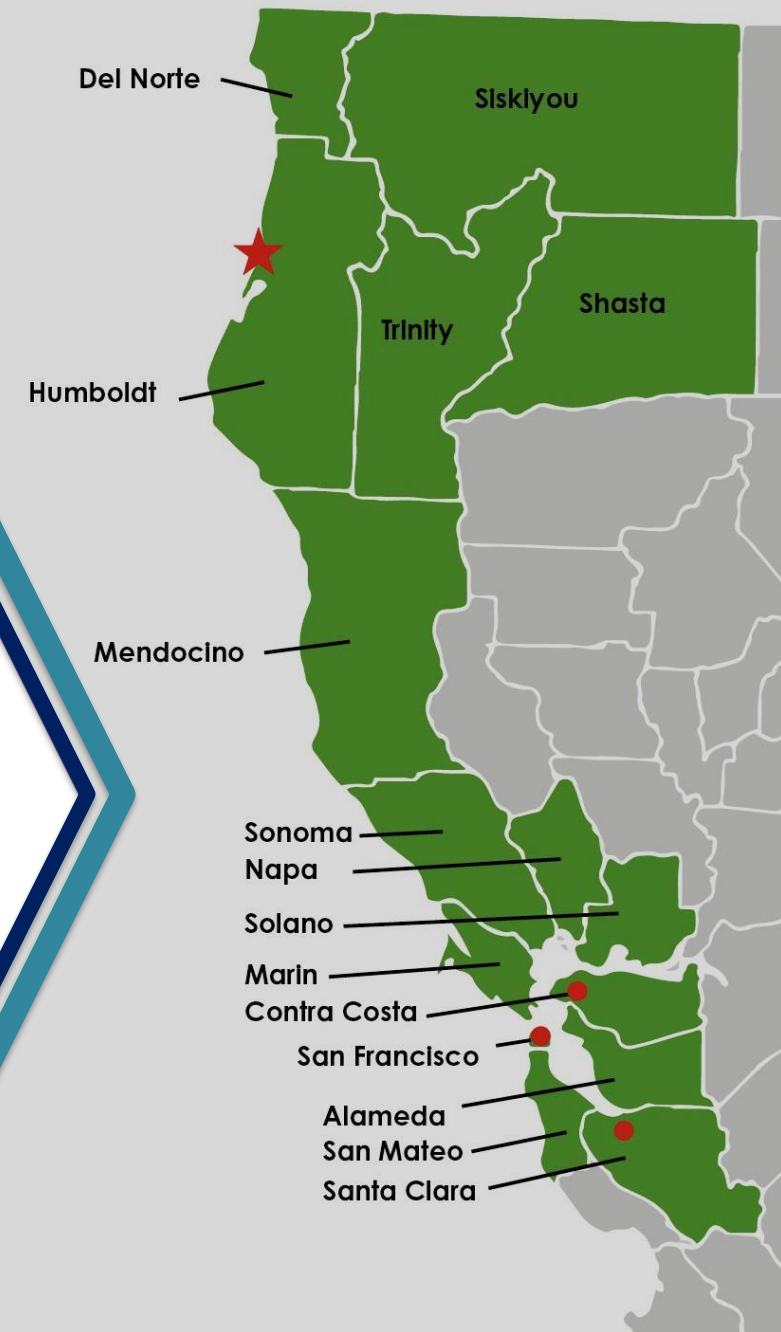 Del Norte
Siskiyou
Shasta
Trinity
Humboldt
Mendocino
Sonoma
Napa
Solano
Marin
Contra Costa
San Francisco
Alameda
San Mateo
Santa Clara